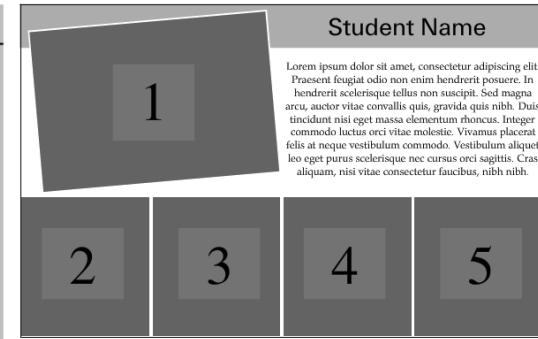 Student Name
1
Lorem ipsum dolor sit amet, consectetur adipiscing elit.
Praesent feugiat odio non enim hendrerit posuere. In
hendrerit scelerisque tellus non suscipit. Sed magna
arcu, auctor vitae convallis quis, gravida quis nibh. Duis
tincidunt nisi eget massa elementum rhoncus. Integer
commodo luctus orci vitae molestie. Vivamus placerat
felis at neque vestibulum commodo. Vestibulum aliquet
leo eget purus scelerisque nec cursus orci sagittis. Cras
aliquam, nisi vitae consectetur faucibus, nibh nibh.
2 3 4 5